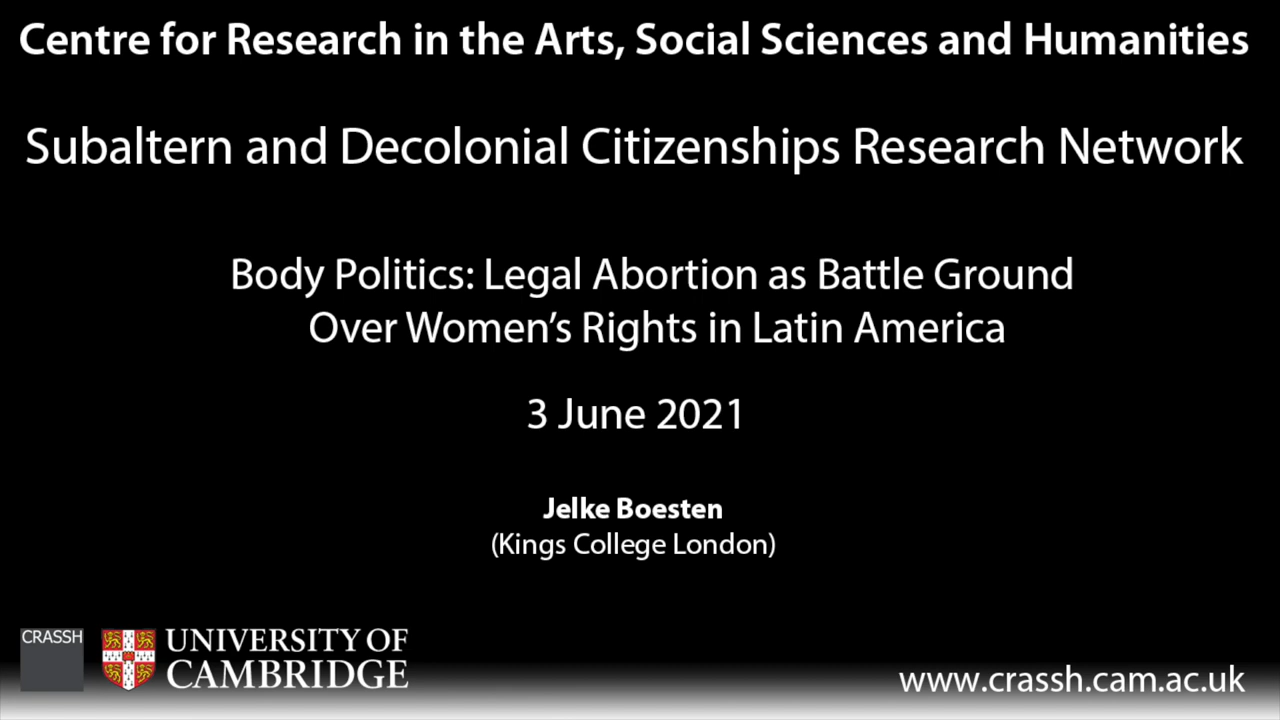 Centre for Research in the Arts, Social Sciences and Humanities
Subaltern and Decolonial Citizenships Research Network
Body Politics: Legal Abortion as Battle Ground
Over Women’s Rights in Latin America
3 June 2021
Jelke Boesten
(Kings College London)
CRASSH
UNIVERSITY OF
CAMBRIDGE
www.crassh.cam.ac.uk